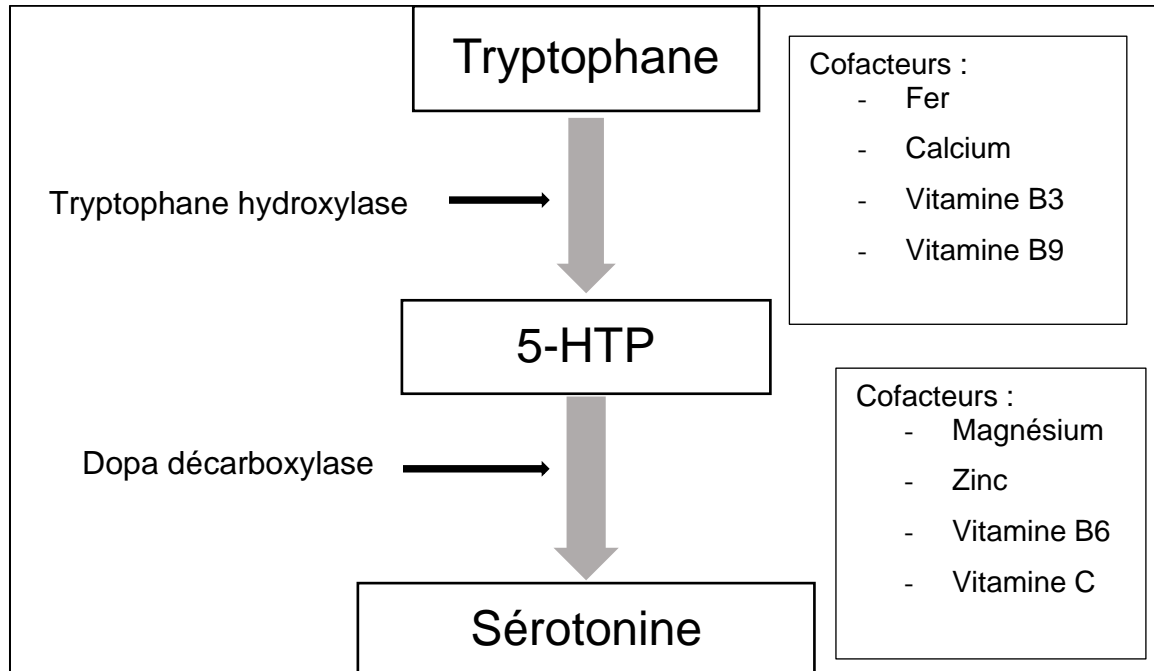 Tryptophane
Cofacteurs :
- Fer
- Calcium
- Vitamine B3
- Vitamine B9
Tryptophane hydroxylase
5-HTP
Cofacteurs :
- Magnésium
- Zinc
- Vitamine B6
- Vitamine C
Dopa décarboxylase
Sérotonine